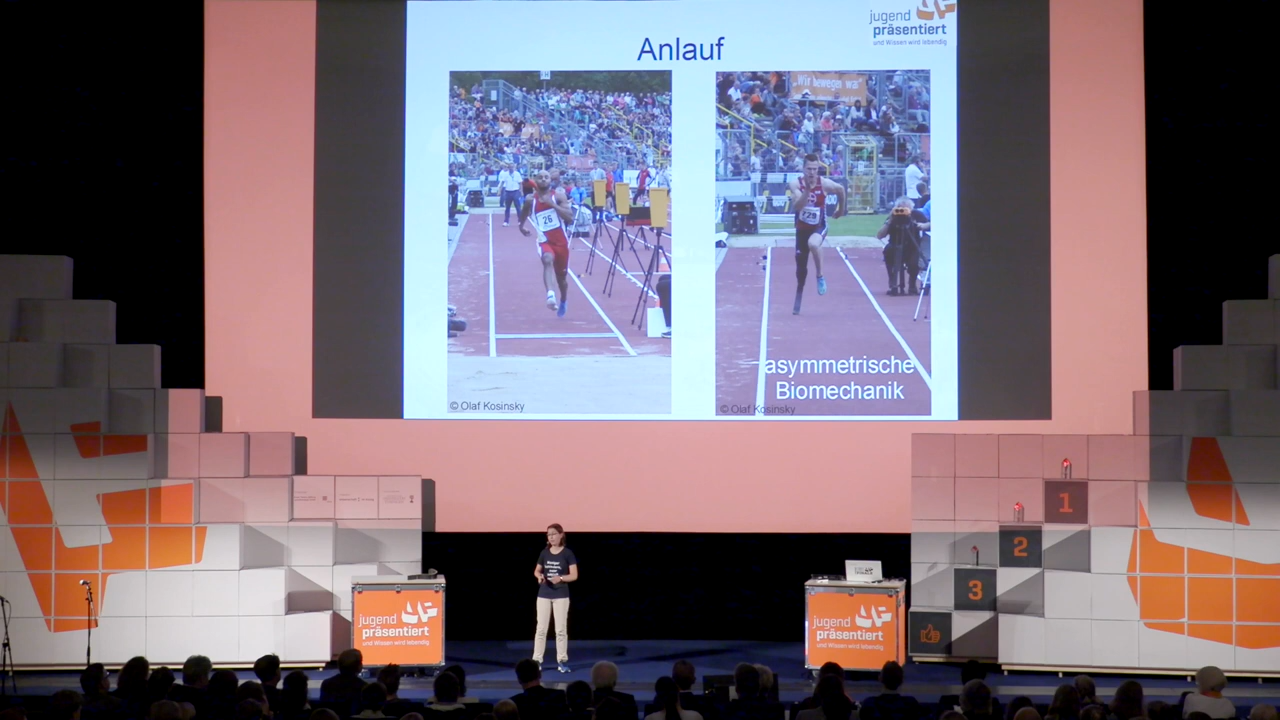 jugend
präsentiert
und Wissen wird lebendig
Anlauf
26
© Olaf Kosinsky
„Wir bewegen was“
729
asymmetrische
Biomechanik
© Olaf Kosinsky
1
2
3
jugend
präsentiert
und Wissen wird lebendig
jugend
präsentiert
und Wissen wird lebendig